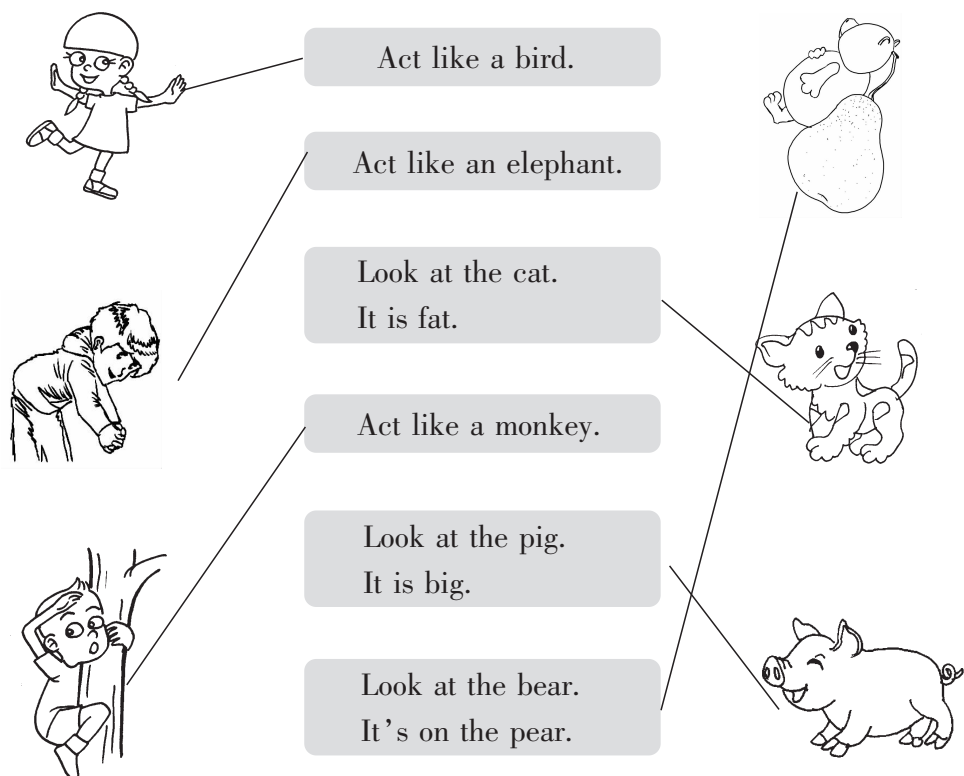 Act like a bird.
Act like an elephant.
Look at the cat.
It is fat.
Act like a monkey.
Look at the pig.
It is big.
Look at the bear.
It's on the pear.